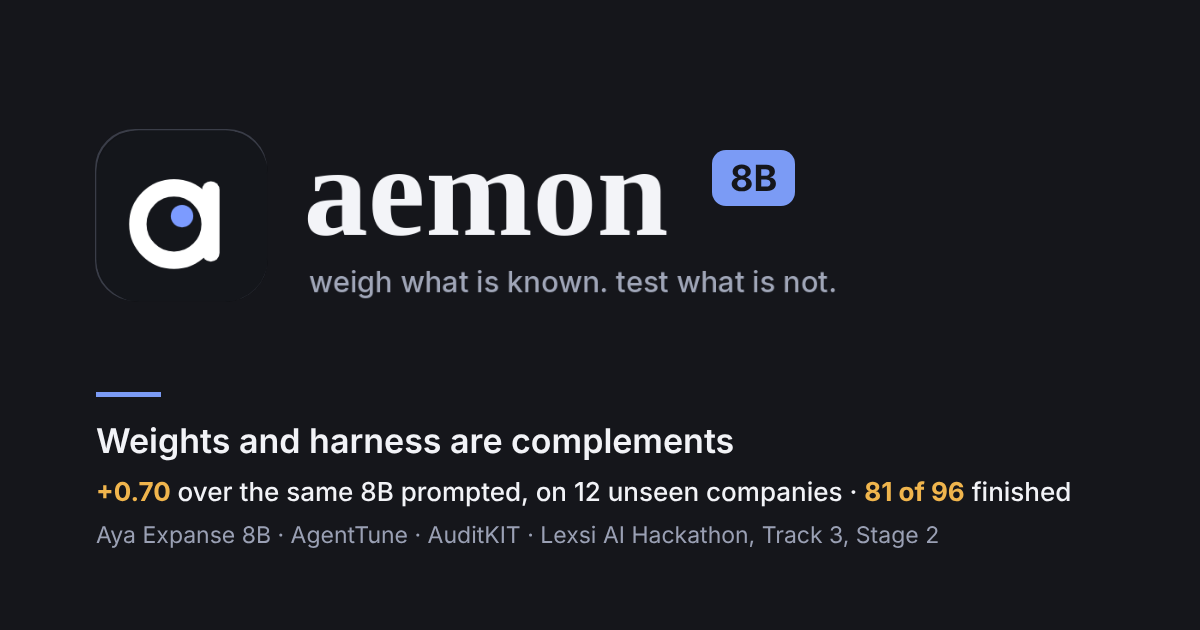 aemon
8B
weigh what is known. test what is not.
Weights and harness are complements
+0.70 over the same 8B prompted, on 12 unseen companies · 81 of 96 finished
Aya Expanse 8B · AgentTune · AuditKIT · Lexsi AI Hackathon, Track 3, Stage 2